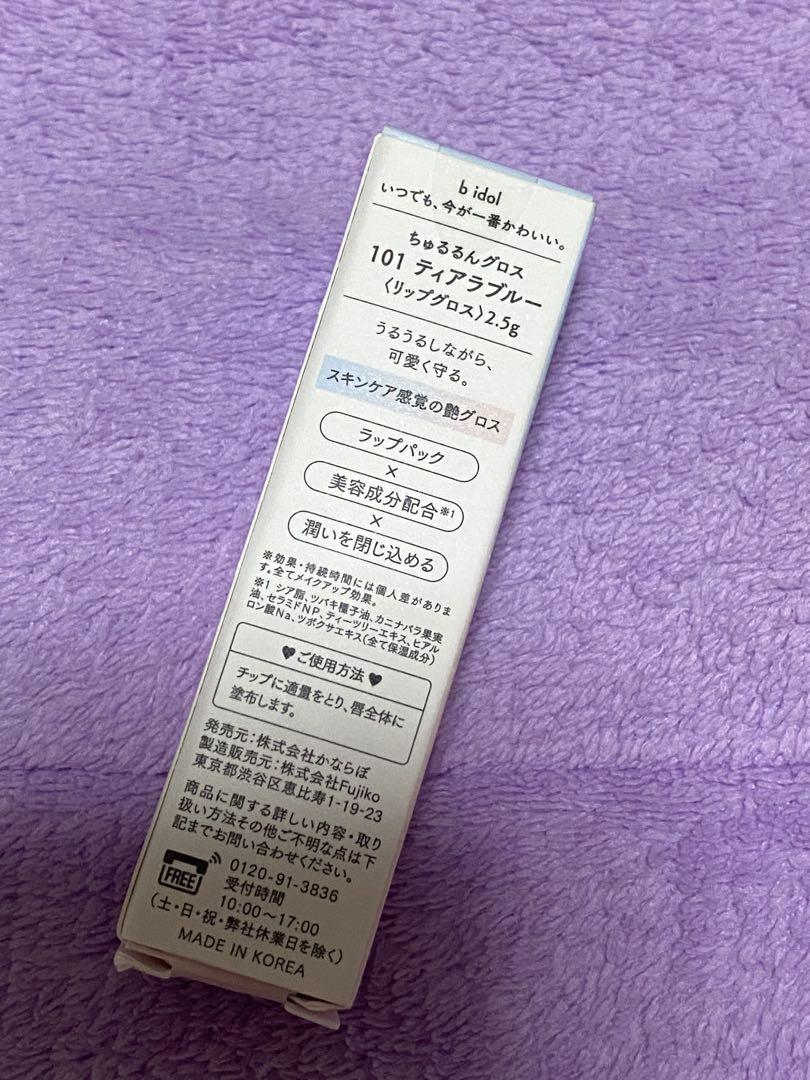 b idol
いつでも、今が一番かわいい。
ちゅるるんグロス
101 ティアラブルー
〈リップグロス〉2.5g
うるうるしながら、
可愛く守る。
スキンケア感覚の艶グロス
ラップパック
×
美容成分配合※1
×
潤いを閉じ込める
※効果・持続時間には個人差がありま
す。全てメイクアップ効果。
※1 シア脂、ツバキ種子油、カニナバラ果実
油、セラミドNP、ティーツリーエキス、ヒアル
ロン酸Na、ツボクサエキス(全て保湿成分)
♥ご使用方法♥
チップに適量をとり、唇全体に
塗布します。
発売元:株式会社かならぼ
製造販売元:株式会社Fujiko
東京都渋谷区恵比寿1-19-23
商品に関する詳しい内容・取り
扱い方法その他ご不明な点は下
記までお問い合わせください。
FREE
0120-91-3836
受付時間
10:00〜17:00
(土・日・祝・弊社休業日を除く)
MADE IN KOREA